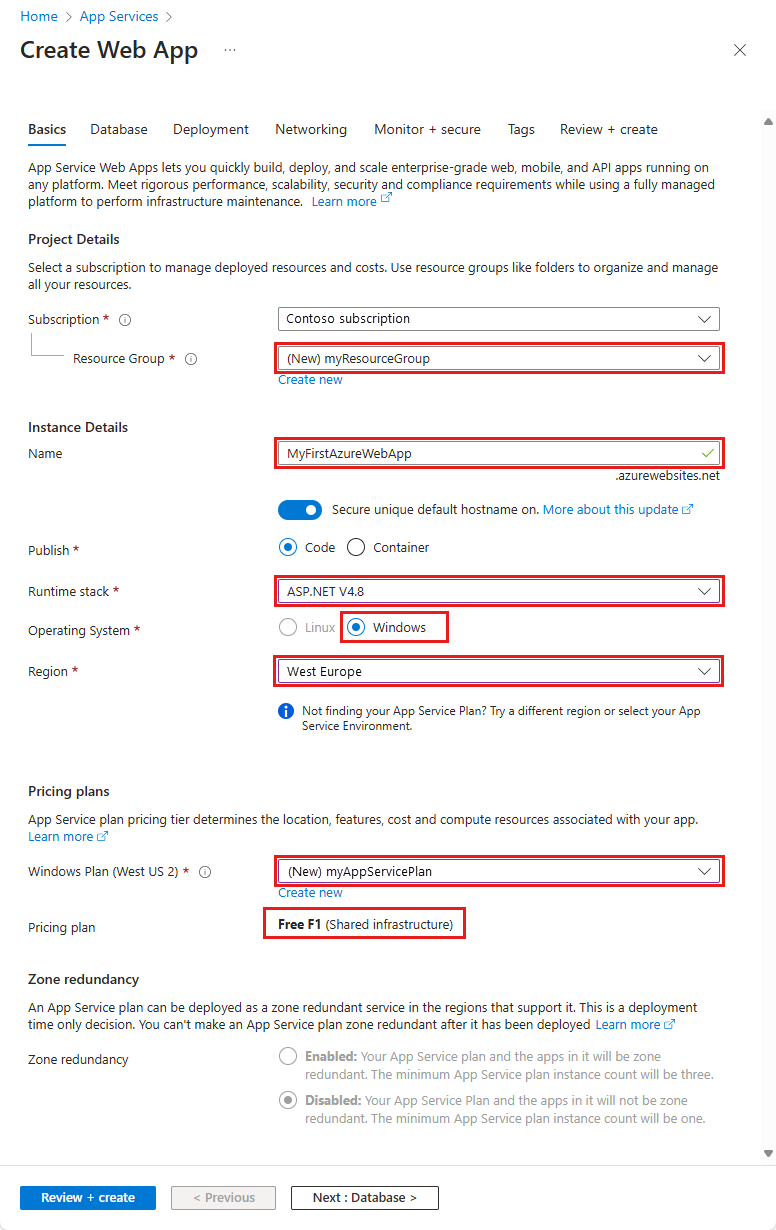 Home > App Services >
Create Web App ...
Basics Database Deployment Networking Monitor + secure Tags Review + create
App Service Web Apps lets you quickly build, deploy, and scale enterprise-grade web, mobile, and API apps running on
any platform. Meet rigorous performance, scalability, security and compliance requirements while using a fully managed
platform to perform infrastructure maintenance. Learn more
Project Details
Select a subscription to manage deployed resources and costs. Use resource groups like folders to organize and manage
all your resources.
Subscription * Contoso subscription
Resource Group * (New) myResourceGroup
Create new
Instance Details
Name MyFirstAzureWebApp
.azurewebsites.net
Secure unique default hostname on. More about this update
Publish * Code Container
Runtime stack * ASP.NET V4.8
Operating System * Linux Windows
Region * West Europe
Not finding your App Service Plan? Try a different region or select your App
Service Environment.
Pricing plans
App Service plan pricing tier determines the location, features, cost and compute resources associated with your app.
Learn more
Windows Plan (West US 2) * (New) myAppServicePlan
Create new
Pricing plan Free F1 (Shared infrastructure)
Zone redundancy
An App Service plan can be deployed as a zone redundant service in the regions that support it. This is a deployment
time only decision. You can't make an App Service plan zone redundant after it has been deployed Learn more
Zone redundancy Enabled: Your App Service plan and the apps in it will be zone
redundant. The minimum App Service plan instance count will be three.
Disabled: Your App Service Plan and the apps in it will not be zone
redundant. The minimum App Service plan instance count will be one.
Review + create < Previous Next : Database >